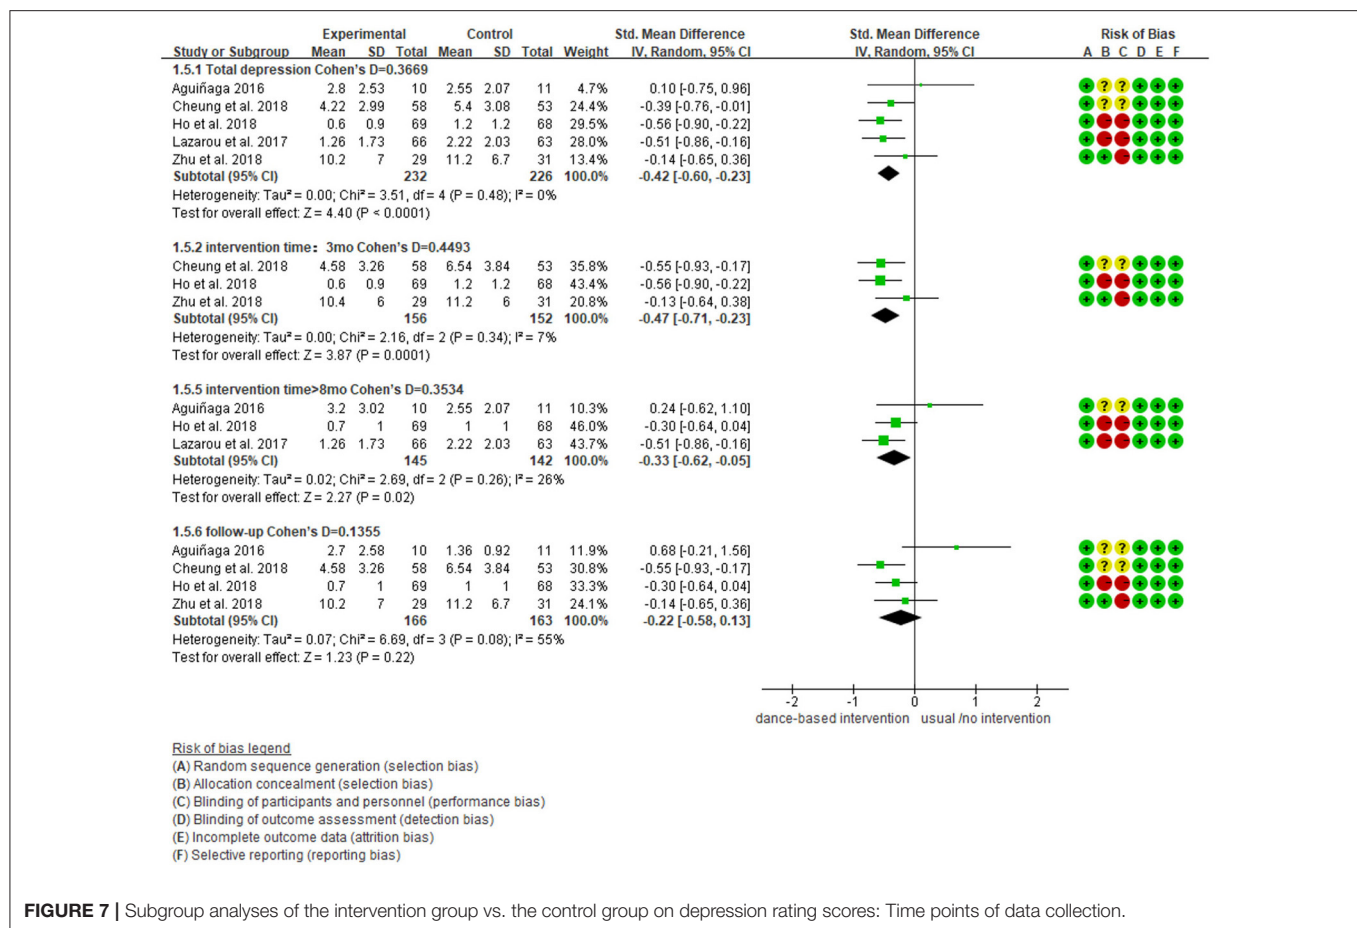 Experimental Control Std. Mean Difference Std. Mean Difference Risk of Bias
Study or Subgroup Mean SD Total Mean SD Total Weight IV, Random, 95% CI IV, Random, 95% CI A B C D E F
1.5.1 Total depression Cohen's D=0.3669
Aguiñaga 2016 2.8 2.53 10 2.55 2.07 11 4.7% 0.10 [-0.75, 0.96] + ? ? + + +
Cheung et al. 2018 4.22 2.99 58 5.4 3.08 53 24.4% -0.39 [-0.76, -0.01] + ? ? + + +
Ho et al. 2018 0.6 0.9 69 1.2 1.2 68 29.5% -0.56 [-0.90, -0.22] + - - + + +
Lazarou et al. 2017 1.26 1.73 66 2.22 2.03 63 28.0% -0.51 [-0.86, -0.16] + - - + + +
Zhu et al. 2018 10.2 7 29 11.2 6.7 31 13.4% -0.14 [-0.65, 0.36] + + - + + +
Subtotal (95% CI) 232 226 100.0% -0.42 [-0.60, -0.23]
Heterogeneity: Tau² = 0.00; Chi² = 3.51, df = 4 (P = 0.48); I² = 0%
Test for overall effect: Z = 4.40 (P < 0.0001)
1.5.2 intervention time：3mo Cohen's D=0.4493
Cheung et al. 2018 4.58 3.26 58 6.54 3.84 53 35.8% -0.55 [-0.93, -0.17] + ? ? + + +
Ho et al. 2018 0.6 0.9 69 1.2 1.2 68 43.4% -0.56 [-0.90, -0.22] + - - + + +
Zhu et al. 2018 10.4 6 29 11.2 6 31 20.8% -0.13 [-0.64, 0.38] + + - + + +
Subtotal (95% CI) 156 152 100.0% -0.47 [-0.71, -0.23]
Heterogeneity: Tau² = 0.00; Chi² = 2.16, df = 2 (P = 0.34); I² = 7%
Test for overall effect: Z = 3.87 (P = 0.0001)
1.5.5 intervention time>8mo Cohen's D=0.3534
Aguiñaga 2016 3.2 3.02 10 2.55 2.07 11 10.3% 0.24 [-0.62, 1.10] + ? ? + + +
Ho et al. 2018 0.7 1 69 1 1 68 46.0% -0.30 [-0.64, 0.04] + - - + + +
Lazarou et al. 2017 1.26 1.73 66 2.22 2.03 63 43.7% -0.51 [-0.86, -0.16] + - - + + +
Subtotal (95% CI) 145 142 100.0% -0.33 [-0.62, -0.05]
Heterogeneity: Tau² = 0.02; Chi² = 2.69, df = 2 (P = 0.26); I² = 26%
Test for overall effect: Z = 2.27 (P = 0.02)
1.5.6 follow-up Cohen's D=0.1355
Aguiñaga 2016 2.7 2.58 10 1.36 0.92 11 11.9% 0.68 [-0.21, 1.56] + ? ? + + +
Cheung et al. 2018 4.58 3.26 58 6.54 3.84 53 30.8% -0.55 [-0.93, -0.17] + ? ? + + +
Ho et al. 2018 0.7 1 69 1 1 68 33.3% -0.30 [-0.64, 0.04] + - - + + +
Zhu et al. 2018 10.2 7 29 11.2 6.7 31 24.1% -0.14 [-0.65, 0.36] + + - + + +
Subtotal (95% CI) 166 163 100.0% -0.22 [-0.58, 0.13]
Heterogeneity: Tau² = 0.07; Chi² = 6.69, df = 3 (P = 0.08); I² = 55%
Test for overall effect: Z = 1.23 (P = 0.22)
-2 -1 0 1 2
dance-based intervention usual /no intervention
Risk of bias legend
(A) Random sequence generation (selection bias)
(B) Allocation concealment (selection bias)
(C) Blinding of participants and personnel (performance bias)
(D) Blinding of outcome assessment (detection bias)
(E) Incomplete outcome data (attrition bias)
(F) Selective reporting (reporting bias)
FIGURE 7 | Subgroup analyses of the intervention group vs. the control group on depression rating scores: Time points of data collection.